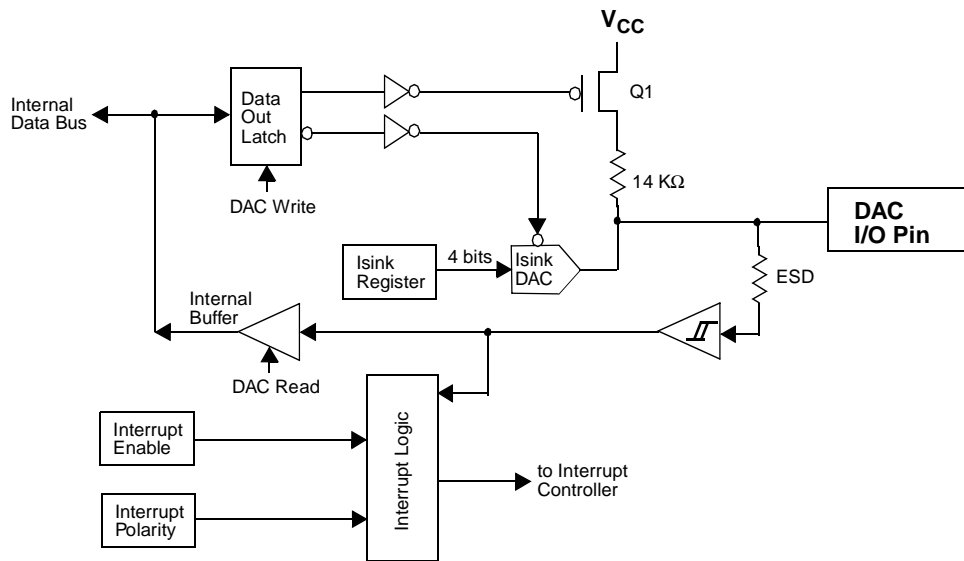 VCC
Q1
Internal
Data Bus
Data
Out
Latch
14 KΩ
DAC Write
DAC
I/O Pin
Isink
Register
4 bits
Isink
DAC
ESD
Internal
Buffer
DAC Read
Interrupt
Enable
Interrupt Logic
to Interrupt
Controller
Interrupt
Polarity